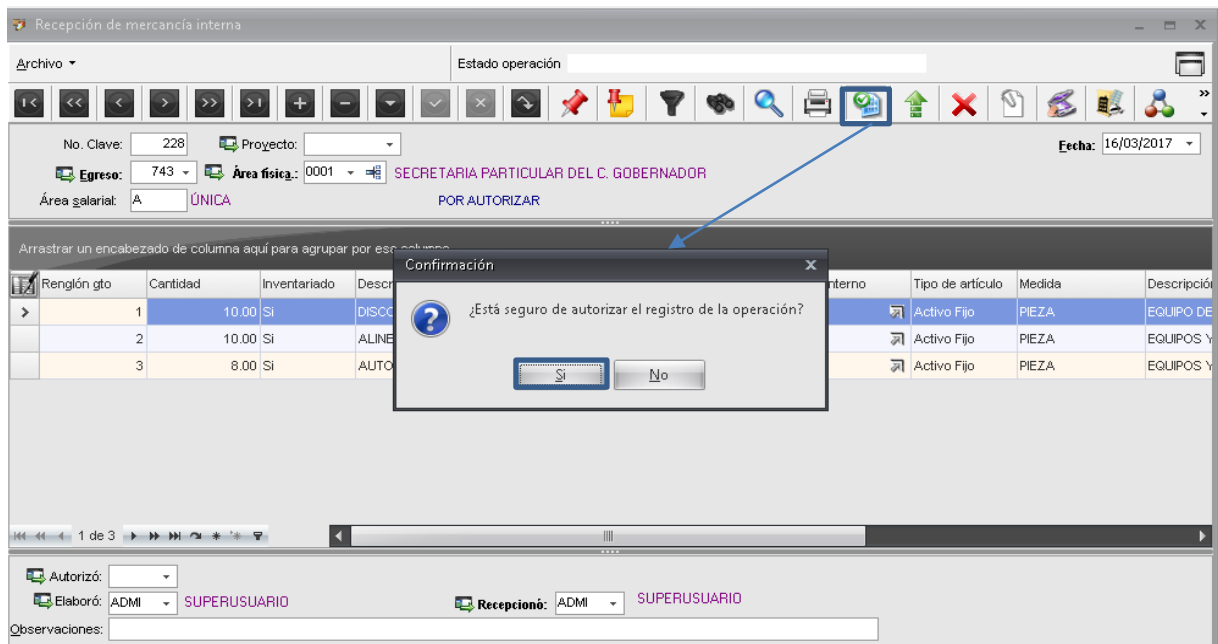 Recepción de mercancía interna
Archivo
Estado operación
No. Clave: 228 Proyecto: Fecha: 16/03/2017
Egreso: 743 Área física.: 0001 SECRETARIA PARTICULAR DEL C. GOBERNADOR
Área salarial: A ÚNICA POR AUTORIZAR
Arrastrar un encabezado de columna aquí para agrupar por esa columna
Renglón gto Cantidad Inventariado Descr nterno Tipo de artículo Medida Descripción
1 10.00 Si DISCO Activo Fijo PIEZA EQUIPO DE
2 10.00 Si ALINE Activo Fijo PIEZA EQUIPOS Y
3 8.00 Si AUTO Activo Fijo PIEZA EQUIPOS Y
Confirmación
¿Está seguro de autorizar el registro de la operación?
Si No
1 de 3
Autorizó:
Elaboró: ADMI SUPERUSUARIO Recepcionó: ADMI SUPERUSUARIO
Observaciones: